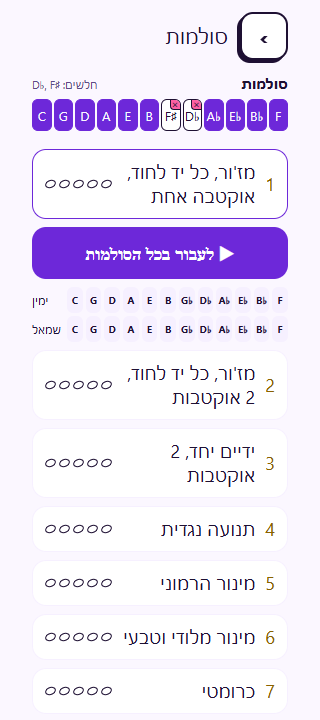 סולמות
סולמות
חלשים: D♭, F♯
C G D A E B F♯ D♭ A♭ E♭ B♭ F
1 מז'ור, כל יד לחוד,
אוקטבה אחת
לעבור בכל הסולמות
ימין C G D A E B G♭ D♭ A♭ E♭ B♭ F
שמאל C G D A E B G♭ D♭ A♭ E♭ B♭ F
2 מז'ור, כל יד לחוד,
2 אוקטבות
3 ידיים יחד, 2
אוקטבות
4 תנועה נגדית
5 מינור הרמוני
6 מינור מלודי וטבעי
7 כרומטי